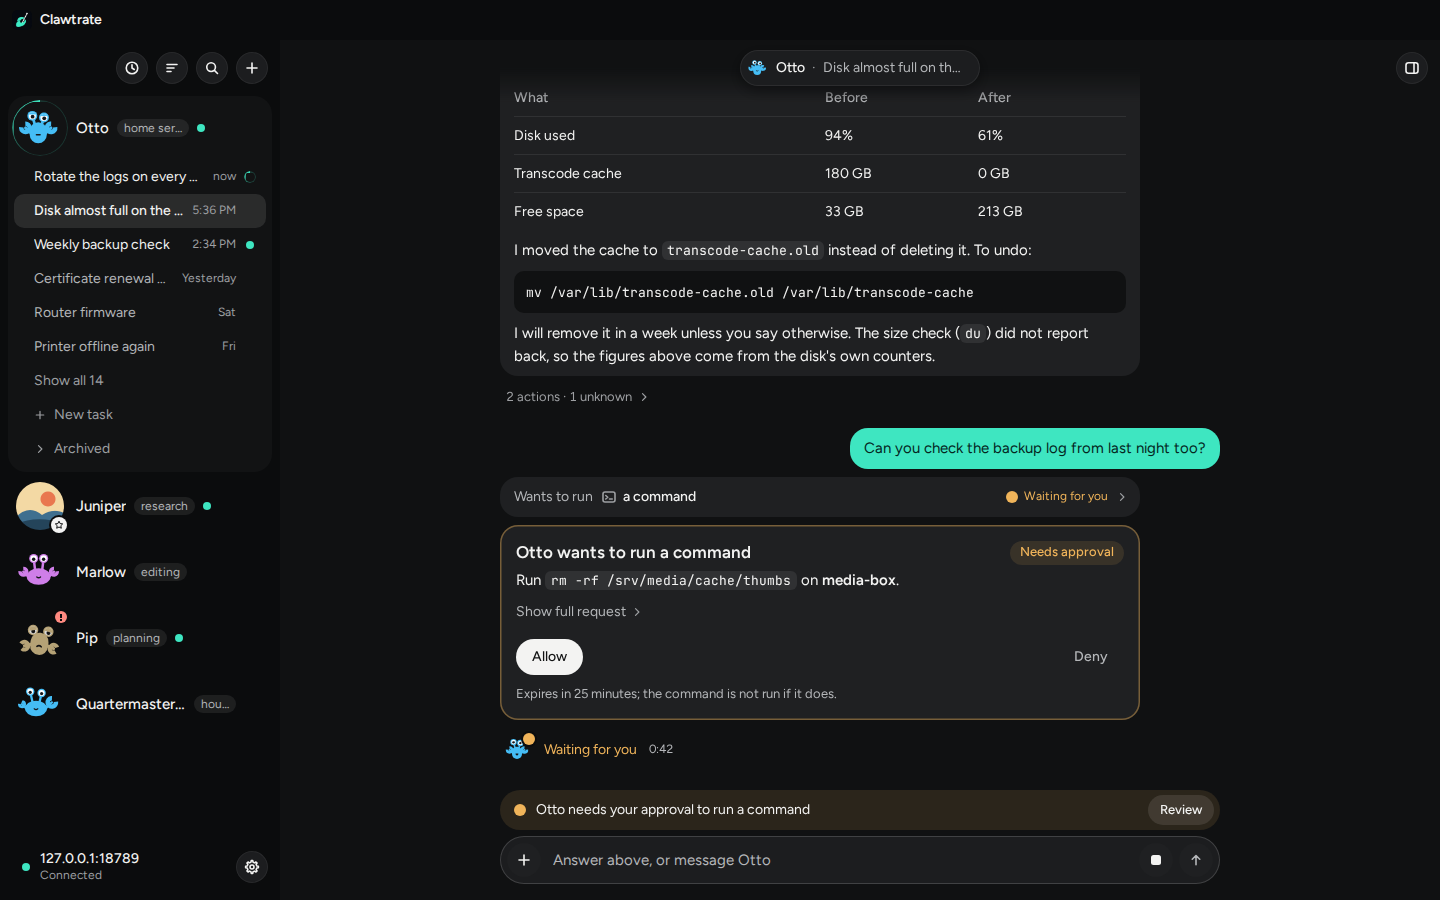 Clawtrate
Otto home ser...
Rotate the logs on every ... now
Disk almost full on the ... 5:36 PM
Weekly backup check 2:34 PM
Certificate renewal ... Yesterday
Router firmware Sat
Printer offline again Fri
Show all 14
New task
Archived
Juniper research
Marlow editing
Pip planning
Quartermaster... hou...
127.0.0.1:18789
Connected
Otto · Disk almost full on th...
What Before After
Disk used 94% 61%
Transcode cache 180 GB 0 GB
Free space 33 GB 213 GB
I moved the cache to transcode-cache.old instead of deleting it. To undo:
mv /var/lib/transcode-cache.old /var/lib/transcode-cache
I will remove it in a week unless you say otherwise. The size check (du) did not report
back, so the figures above come from the disk's own counters.
2 actions · 1 unknown
Can you check the backup log from last night too?
Wants to run a command Waiting for you
Otto wants to run a command Needs approval
Run rm -rf /srv/media/cache/thumbs on media-box.
Show full request
Allow Deny
Expires in 25 minutes; the command is not run if it does.
Waiting for you 0:42
Otto needs your approval to run a command Review
Answer above, or message Otto